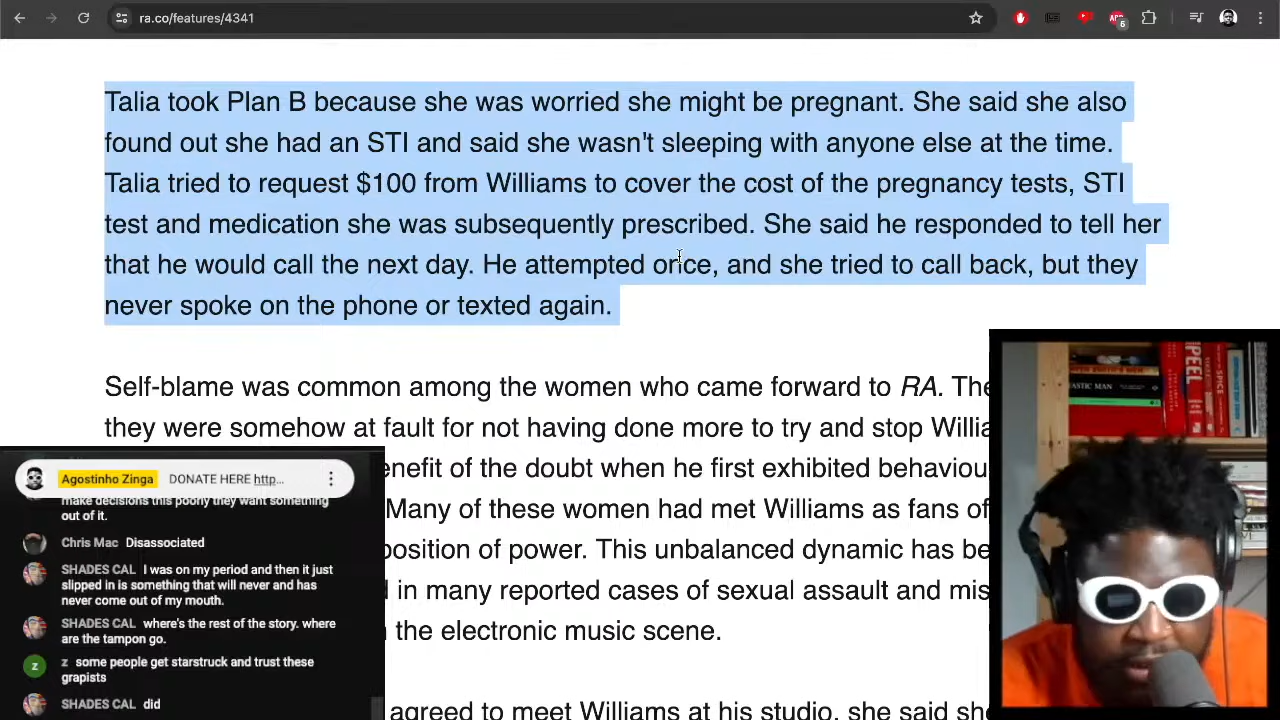 ra.co/features/4341
6
Talia took Plan B because she was worried she might be pregnant. She said she also
found out she had an STI and said she wasn't sleeping with anyone else at the time.
Talia tried to request $100 from Williams to cover the cost of the pregnancy tests, STI
test and medication she was subsequently prescribed. She said he responded to tell her
that he would call the next day. He attempted once, and she tried to call back, but they
never spoke on the phone or texted again.
Self-blame was common among the women who came forward to RA. The
they were somehow at fault for not having done more to try and stop Willia
enefit of the doubt when he first exhibited behaviou
Many of these women had met Williams as fans of
position of power. This unbalanced dynamic has be
in many reported cases of sexual assault and mis
the electronic music scene.
agreed to meet Williams at his studio, she said she
Agostinho Zinga DONATE HERE http...
make decisions this poorly they want something
out of it.
Chris Mac Disassociated
SHADES CAL I was on my period and then it just
slipped in is something that will never and has
never come out of my mouth.
SHADES CAL where's the rest of the story. where
are the tampon go.
z z some people get starstruck and trust these
grapists
SHADES CAL did